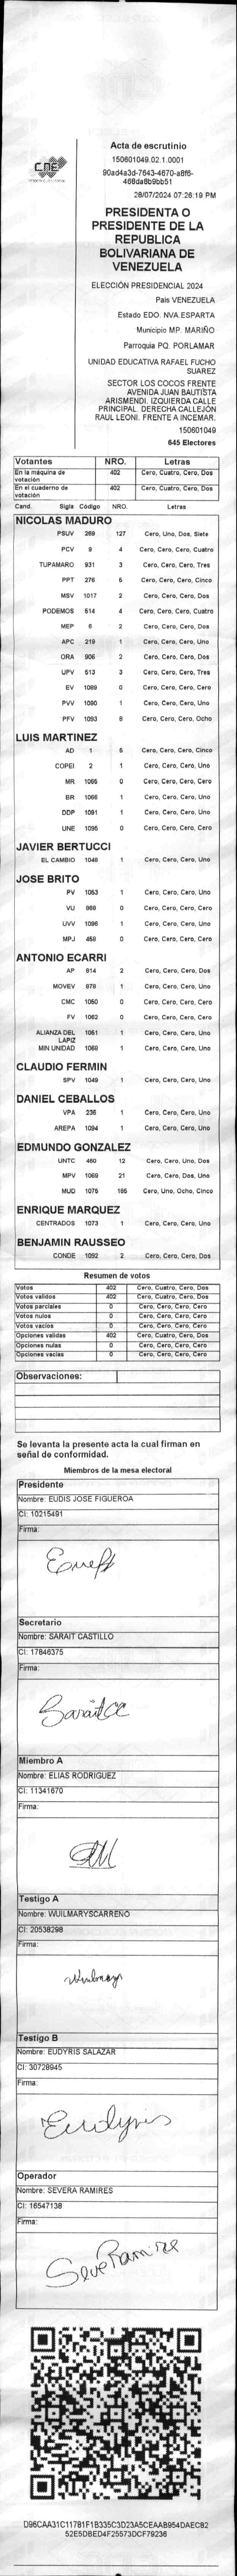 Acta de escrutinio
150601049.02.1.0001
90ad4a3d-7643-4670-a8f6-
468da6b9bb51
28/07/2024 07:26:19 PM
CNE
PRESIDENTA O
PRESIDENTE DE LA
REPUBLICA
BOLIVARIANA DE
VENEZUELA
ELECCIÓN PRESIDENCIAL 2024
Pais VENEZUELA
Estado EDO. NVA.ESPARTA
Municipio MP. MARIÑO
Parroquia PQ. PORLAMAR
UNIDAD EDUCATIVA RAFAEL FUCHO
SUAREZ
SECTOR LOS COCOS FRENTE
AVENIDA JUAN BAUTISTA
ARISMENDI. IZQUIERDA CALLE
PRINCIPAL. DERECHA CALLEJÓN
RAUL LEONI. FRENTE A INCEMAR.
150601049
645 Electores
Votantes NRO. Letras
En la máquina de votación 402 Cero, Cuatro, Cero, Dos
En el cuaderno de votación 402 Cero, Cuatro, Cero, Dos
Cand. Sigla Código NRO. Letras
NICOLAS MADURO
PSUV 269 127 Cero, Uno, Dos, Siete
PCV 9 4 Cero, Cero, Cero, Cuatro
TUPAMARO 931 3 Cero, Cero, Cero, Tres
PPT 276 5 Cero, Cero, Cero, Cinco
MSV 1017 2 Cero, Cero, Cero, Dos
PODEMOS 514 4 Cero, Cero, Cero, Cuatro
MEP 6 2 Cero, Cero, Cero, Dos
APC 219 1 Cero, Cero, Cero, Uno
ORA 906 2 Cero, Cero, Cero, Dos
UPV 513 3 Cero, Cero, Cero, Tres
EV 1089 0 Cero, Cero, Cero, Cero
PVV 1090 1 Cero, Cero, Cero, Uno
PFV 1093 8 Cero, Cero, Cero, Ocho
LUIS MARTINEZ
AD 1 5 Cero, Cero, Cero, Cinco
COPEI 2 1 Cero, Cero, Cero, Uno
MR 1065 0 Cero, Cero, Cero, Cero
BR 1066 1 Cero, Cero, Cero, Uno
DDP 1091 1 Cero, Cero, Cero, Uno
UNE 1095 0 Cero, Cero, Cero, Cero
JAVIER BERTUCCI
EL CAMBIO 1048 1 Cero, Cero, Cero, Uno
JOSE BRITO
PV 1053 1 Cero, Cero, Cero, Uno
VU 868 0 Cero, Cero, Cero, Cero
UVV 1096 1 Cero, Cero, Cero, Uno
MPJ 458 0 Cero, Cero, Cero, Cero
ANTONIO ECARRI
AP 814 2 Cero, Cero, Cero, Dos
MOVEV 878 1 Cero, Cero, Cero, Uno
CMC 1050 0 Cero, Cero, Cero, Cero
FV 1062 0 Cero, Cero, Cero, Cero
ALIANZA DEL LAPIZ 1051 1 Cero, Cero, Cero, Uno
MIN UNIDAD 1068 1 Cero, Cero, Cero, Uno
CLAUDIO FERMIN
SPV 1049 1 Cero, Cero, Cero, Uno
DANIEL CEBALLOS
VPA 236 1 Cero, Cero, Cero, Uno
AREPA 1094 1 Cero, Cero, Cero, Uno
EDMUNDO GONZALEZ
UNTC 460 12 Cero, Cero, Uno, Dos
MPV 1069 21 Cero, Cero, Dos, Uno
MUD 1075 185 Cero, Uno, Ocho, Cinco
ENRIQUE MARQUEZ
CENTRADOS 1073 1 Cero, Cero, Cero, Uno
BENJAMIN RAUSSEO
CONDE 1092 2 Cero, Cero, Cero, Dos
Resumen de votos
Votos 402 Cero, Cuatro, Cero, Dos
Votos validos 402 Cero, Cuatro, Cero, Dos
Votos parciales 0 Cero, Cero, Cero, Cero
Votos nulos 0 Cero, Cero, Cero, Cero
Votos vacios 0 Cero, Cero, Cero, Cero
Opciones validas 402 Cero, Cuatro, Cero, Dos
Opciones nulas 0 Cero, Cero, Cero, Cero
Opciones vacias 0 Cero, Cero, Cero, Cero
Observaciones:
Se levanta la presente acta la cual firman en
señal de conformidad.
Miembros de la mesa electoral
Presidente
Nombre: EUDIS JOSE FIGUEROA
CI: 10215491
Firma:
Secretario
Nombre: SARAIT CASTILLO
CI: 17846375
Firma:
Miembro A
Nombre: ELIAS RODRIGUEZ
CI: 11341670
Firma:
Testigo A
Nombre: WUILMARYSCARREÑO
CI: 20538298
Firma:
Testigo B
Nombre: EUDYRIS SALAZAR
CI: 30728945
Firma:
Eudyris
Operador
Nombre: SEVERA RAMIRES
CI: 16547138
Firma:
D96CAA31C11781F1B335C3D23A5CEAAB954DAEC82
52E5DBED4F25573DCF79236